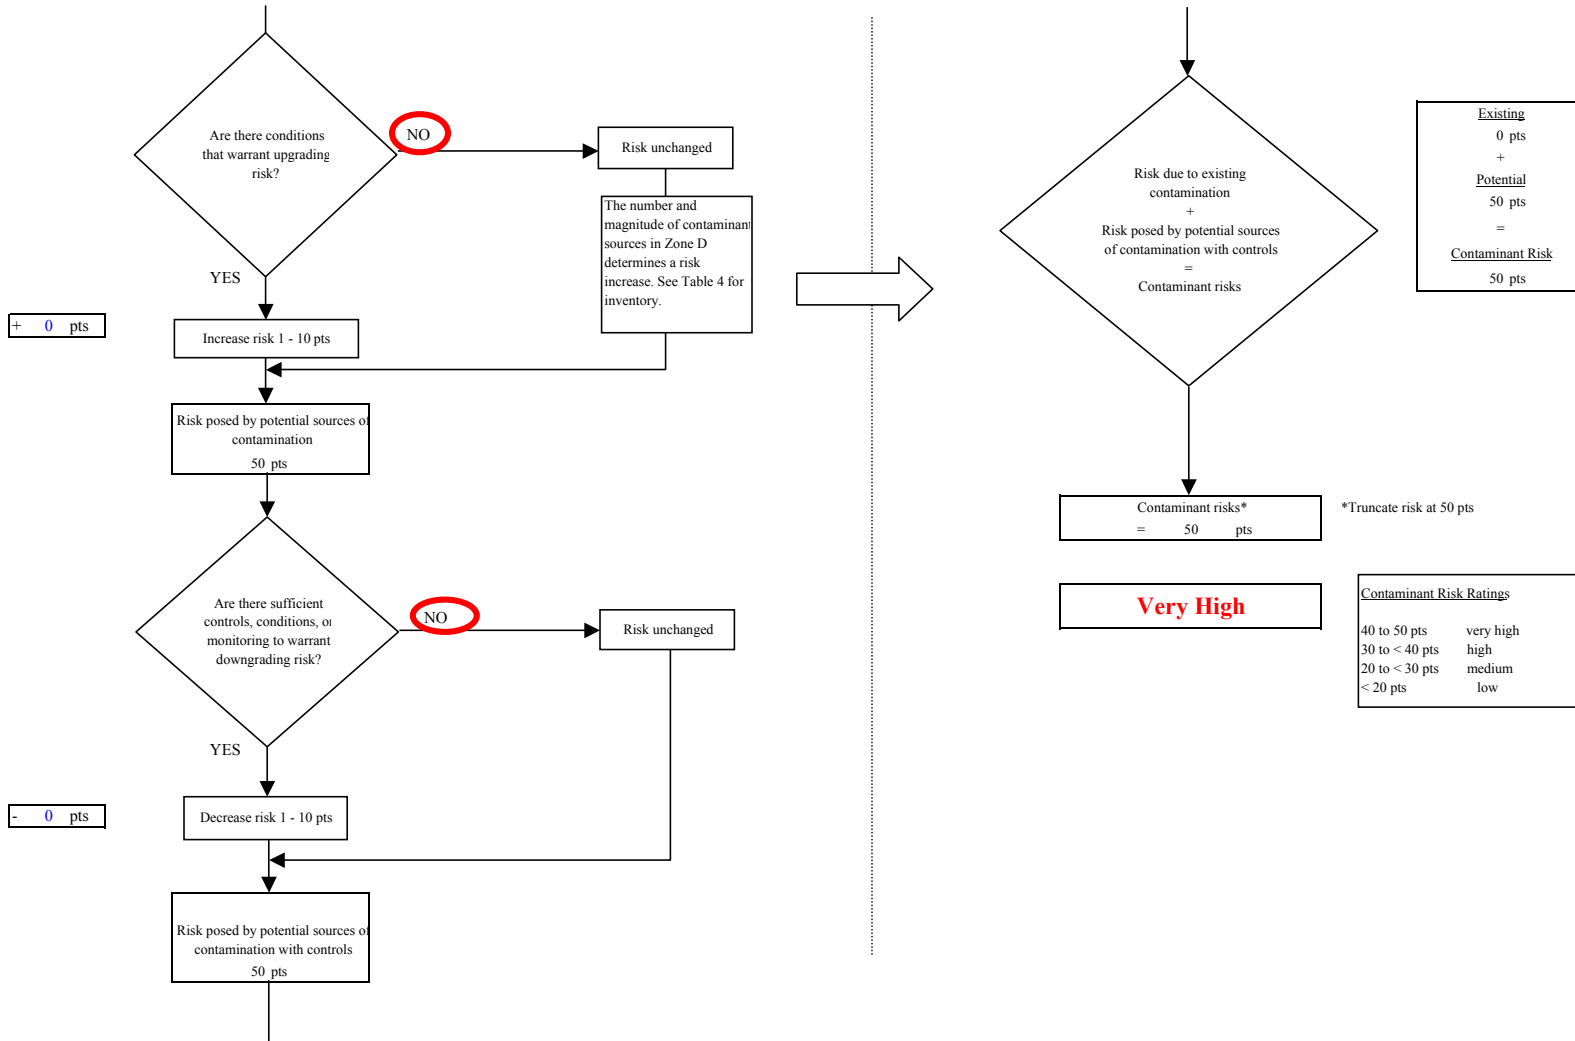 Are there conditions
that warrant upgrading
risk?
NO
Risk unchanged
The number and
magnitude of contaminant
sources in Zone D
determines a risk
increase. See Table 4 for
inventory.
YES
+ 0 pts
Increase risk 1 - 10 pts
Risk posed by potential sources of
contamination
50 pts
Are there sufficient
controls, conditions, or
monitoring to warrant
downgrading risk?
NO
Risk unchanged
YES
- 0 pts
Decrease risk 1 - 10 pts
Risk posed by potential sources of
contamination with controls
50 pts
Risk due to existing
contamination
+
Risk posed by potential sources
of contamination with controls
=
Contaminant risks
Existing
0 pts
+
Potential
50 pts
=
Contaminant Risk
50 pts
Contaminant risks*
= 50 pts
*Truncate risk at 50 pts
Very High
Contaminant Risk Ratings
40 to 50 pts very high
30 to < 40 pts high
20 to < 30 pts medium
< 20 pts low